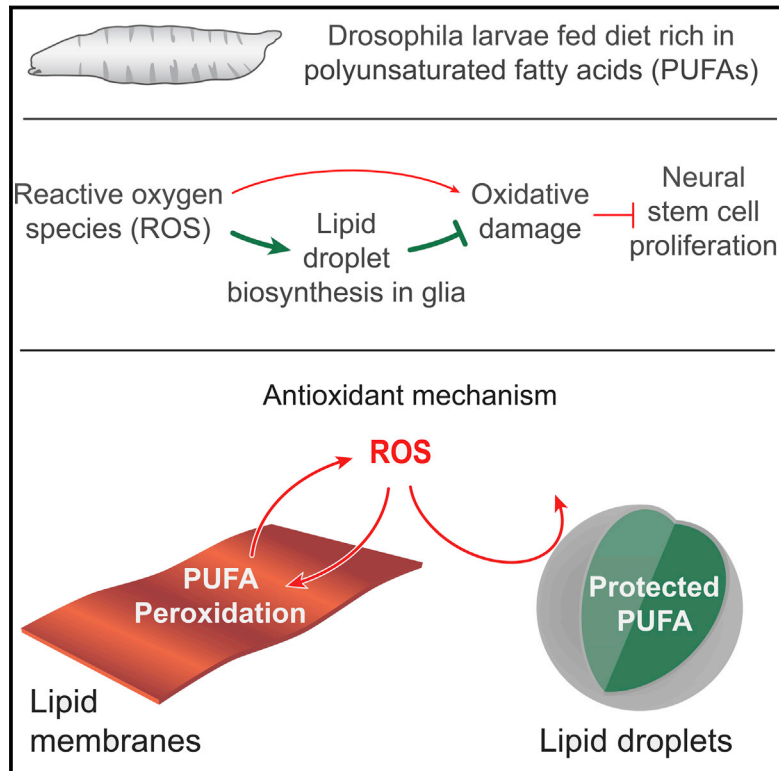 Drosophila larvae fed diet rich in
polyunsaturated fatty acids (PUFAs)
Reactive oxygen
species (ROS)
Lipid
droplet
biosynthesis in glia
Oxidative
damage
Neural
stem cell
proliferation
Antioxidant mechanism
ROS
PUFA
Peroxidation
Protected
PUFA
Lipid
membranes
Lipid droplets